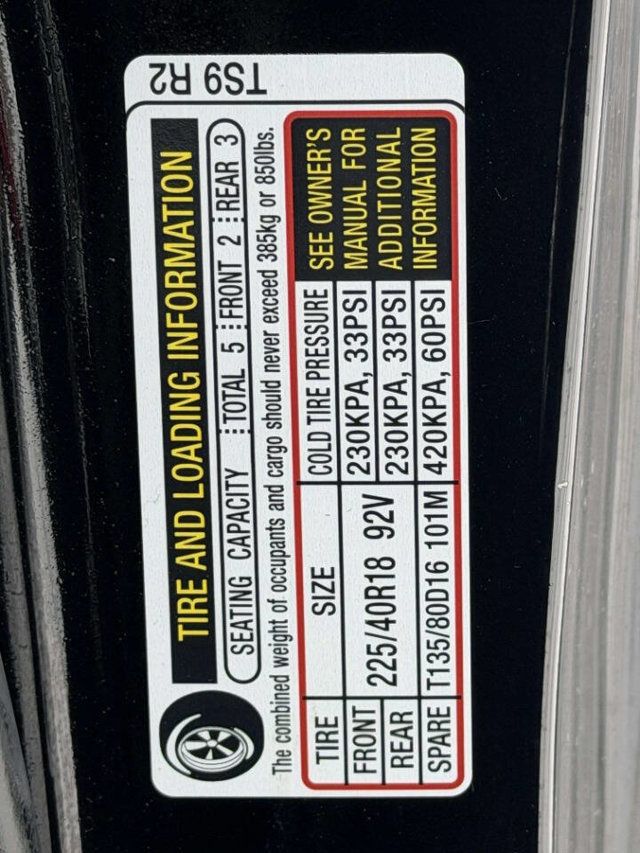 TS9 R2
TIRE AND LOADING INFORMATION
SEATING CAPACITY TOTAL 5 FRONT 2 REAR 3
The combined weight of occupants and cargo should never exceed 385kg or 850lbs.
TIRE SIZE COLD TIRE PRESSURE
FRONT 225/40R18 92V 230KPA, 33PSI
REAR 230KPA, 33PSI
SPARE T135/80D16 101M 420KPA, 60PSI
SEE OWNER'S
MANUAL FOR
ADDITIONAL
INFORMATION